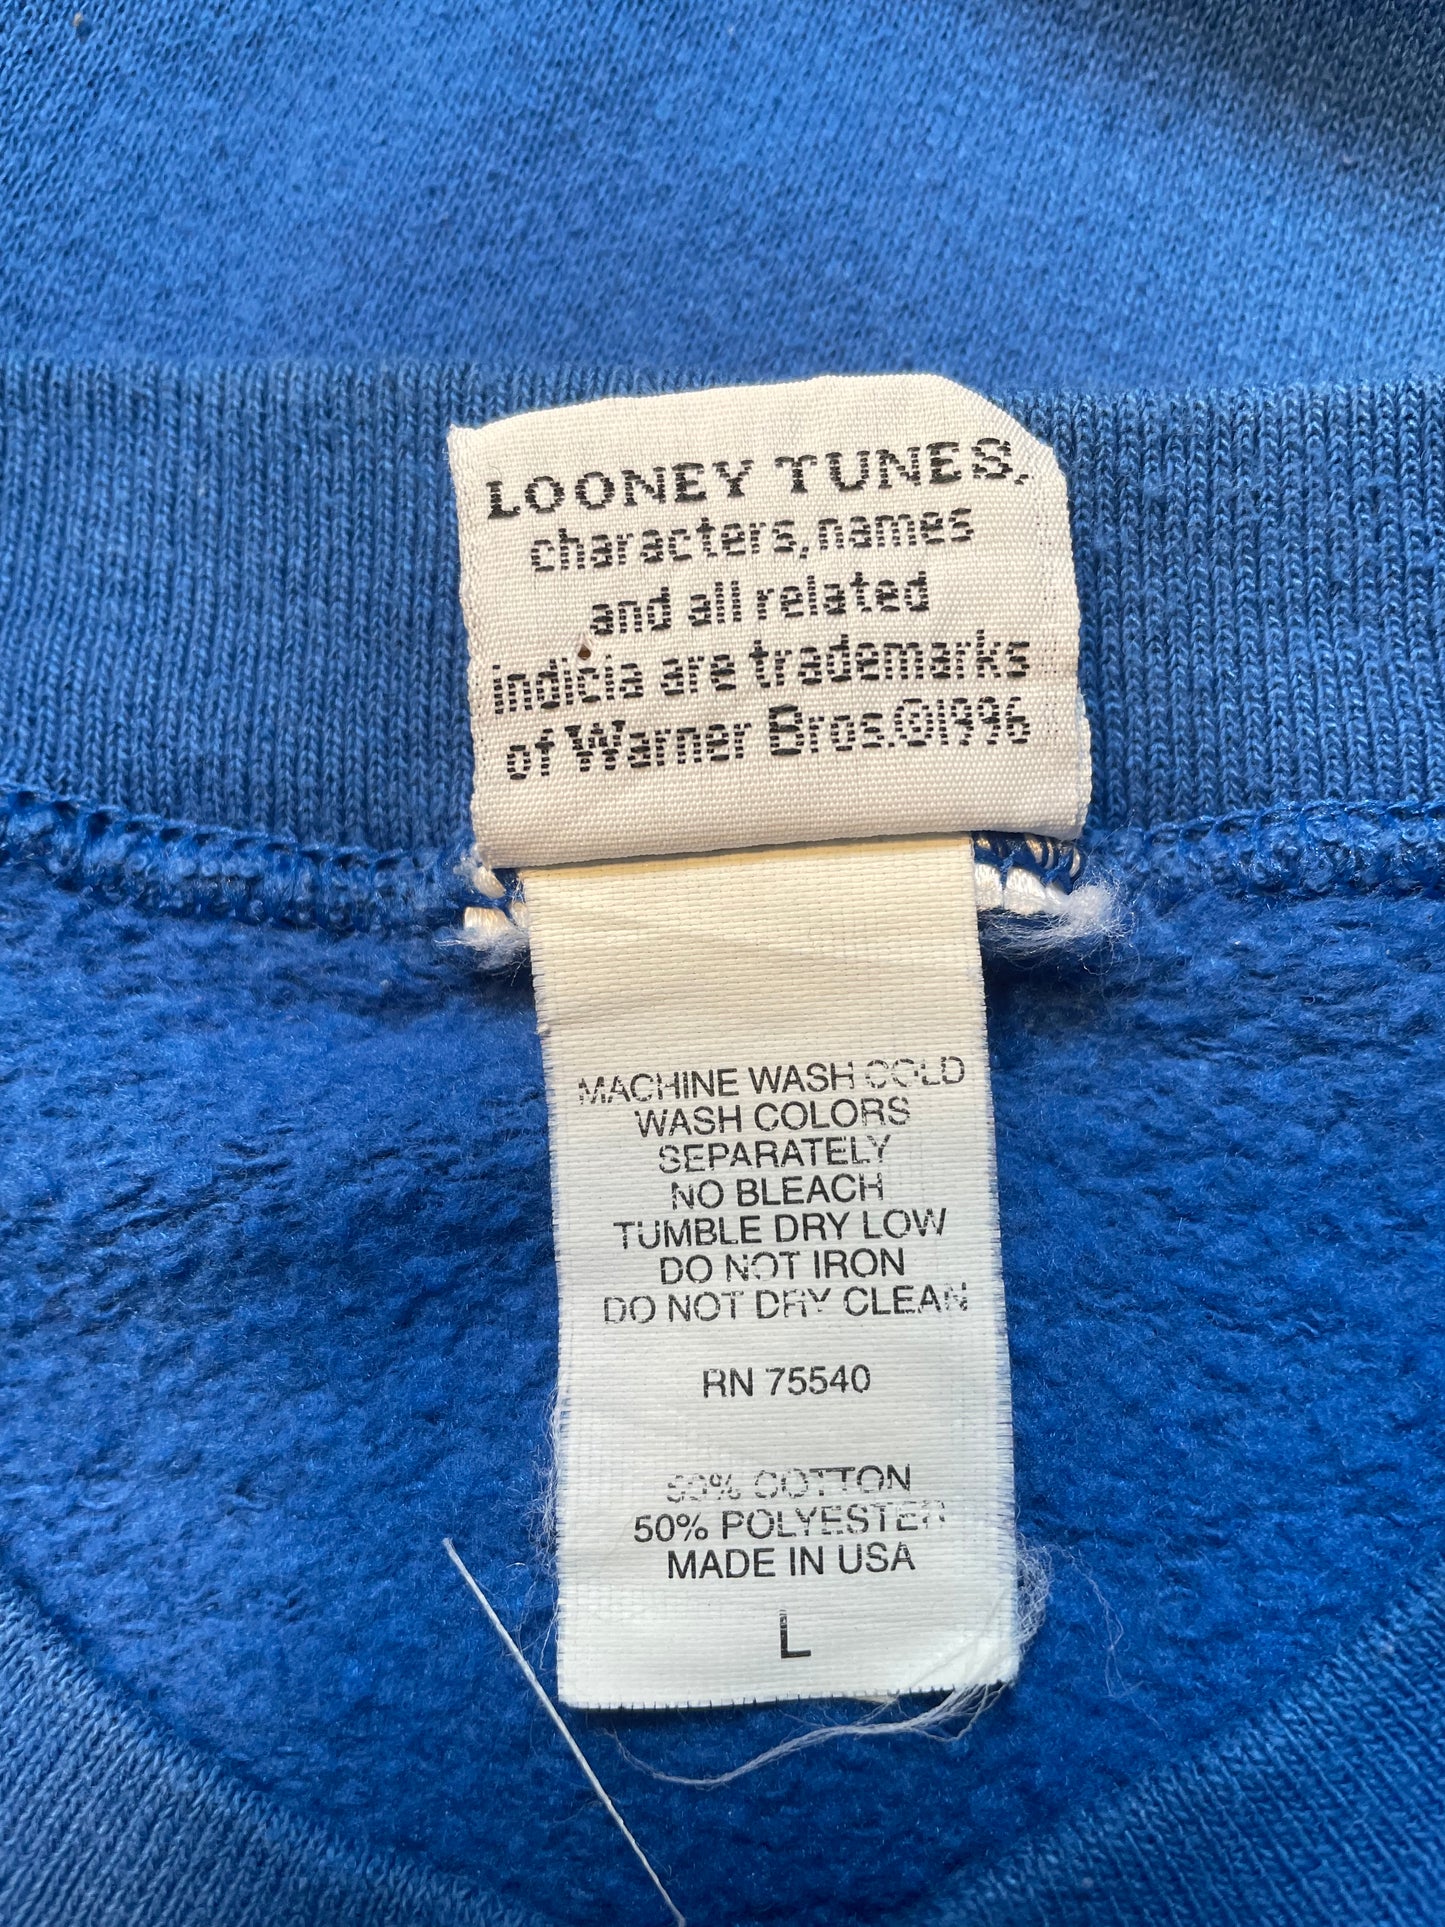 LOONEY TUNES,
characters, names
and all related
indicia are trademarks
of Warner Bros.©1996
MACHINE WASH COLD
WASH COLORS
SEPARATELY
NO BLEACH
TUMBLE DRY LOW
DO NOT IRON
DO NOT DRY CLEAN
RN 75540
50% COTTON
50% POLYESTER
MADE IN USA
L